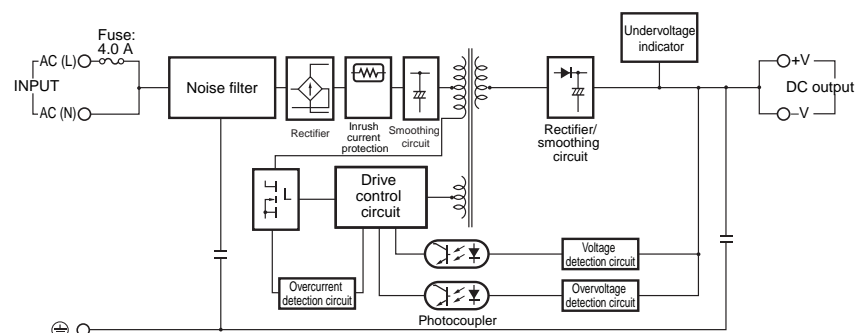 Fuse:
4.0 A
AC (L)
INPUT
AC (N)
Noise filter
Rectifier
Inrush
current
protection
Smoothing
circuit
Rectifier/
smoothing
circuit
Undervoltage
indicator
+V
DC output
−V
Drive
control
circuit
Overcurrent
detection circuit
Voltage
detection circuit
Overvoltage
detection circuit
Photocoupler